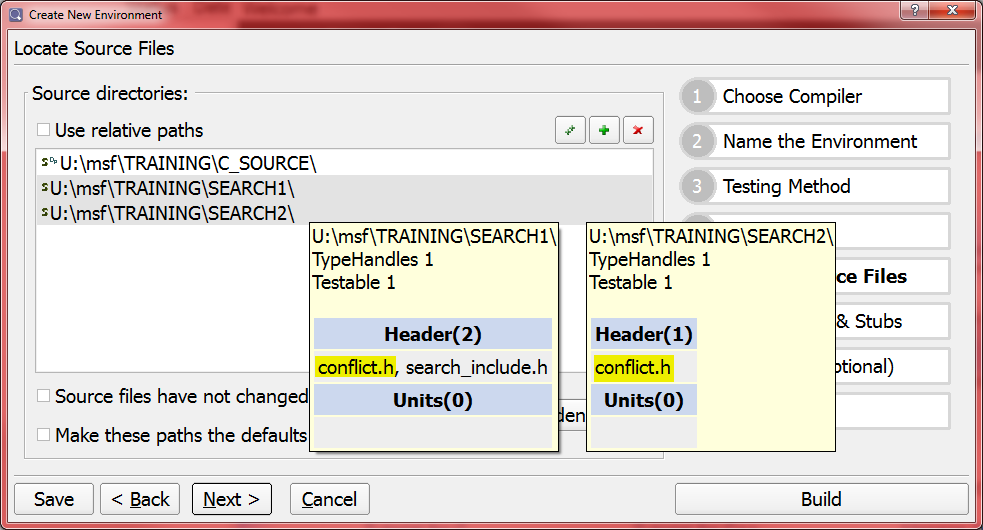 Create New Environment
?
Locate Source Files
Source directories:
Use relative paths
S Dp U:\msf\TRAINING\C_SOURCE\
S U:\msf\TRAINING\SEARCH1\
S U:\msf\TRAINING\SEARCH2\
U:\msf\TRAINING\SEARCH1\
TypeHandles 1
Testable 1
Header(2)
conflict.h, search_include.h
Units(0)
U:\msf\TRAINING\SEARCH2\
TypeHandles 1
Testable 1
Header(1)
conflict.h
Units(0)
Source files have not changed
Make these paths the defaults
den
1 Choose Compiler
2 Name the Environment
3 Testing Method
ce Files
& Stubs
ptional)
Save
< Back
Next >
Cancel
Build